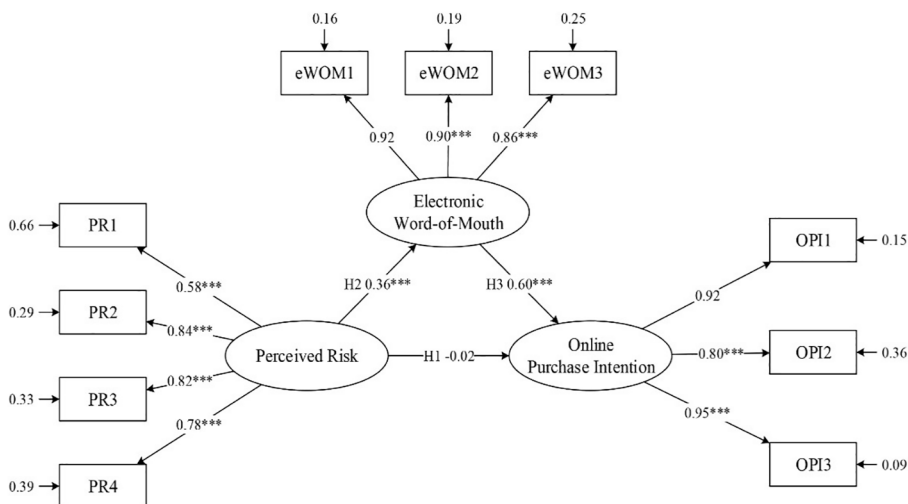 0.16
0.19
0.25
eWOM1
eWOM2
eWOM3
0.92
0.90***
0.86***
Electronic
Word-of-Mouth
0.66
PR1
0.58***
0.29
PR2
0.84***
0.33
PR3
0.82***
0.39
PR4
0.78***
Perceived Risk
H2 0.36***
H3 0.60***
H1 -0.02
Online
Purchase Intention
0.92
OPI1
0.15
0.80***
OPI2
0.36
0.95***
OPI3
0.09